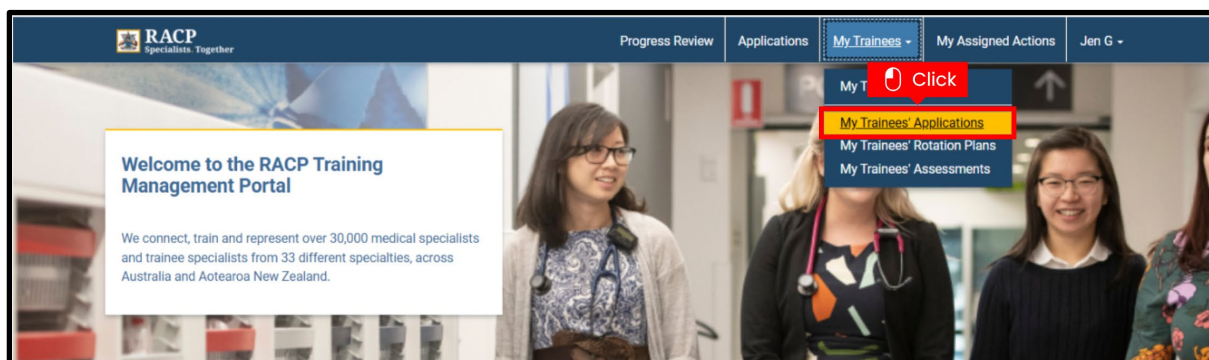 RACP
Specialists. Together
Progress Review
Applications
My Trainees
My Assigned Actions
Jen G
My T
Click
My Trainees' Applications
My Trainees' Rotation Plans
My Trainees' Assessments
Welcome to the RACP Training
Management Portal
We connect, train and represent over 30,000 medical specialists
and trainee specialists from 33 different specialties, across
Australia and Aotearoa New Zealand.